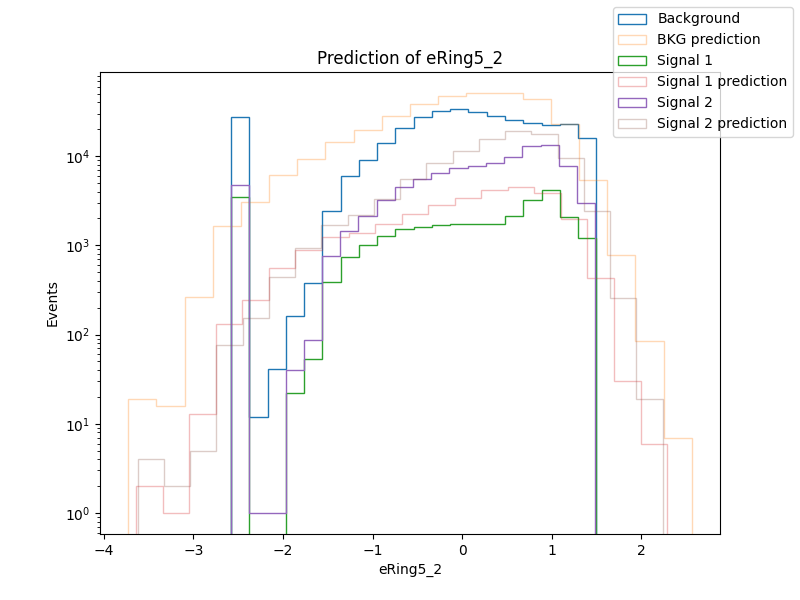 Prediction of eRing5_2
Background
BKG prediction
Signal 1
Signal 1 prediction
Signal 2
Signal 2 prediction
Events
10⁴
10³
10²
10¹
10⁰
−4
−3
−2
−1
0
1
2
eRing5_2